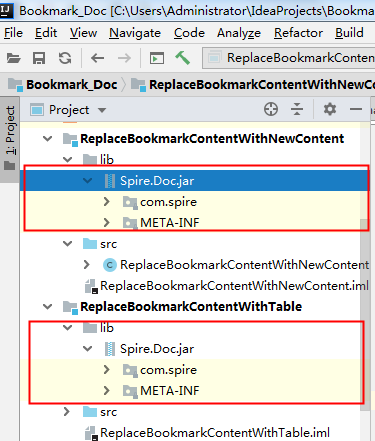 Bookmark_Doc [C:\Users\Administrator\IdeaProjects\Bookma
File Edit View Navigate Code Analyze Refactor Build
ReplaceBookmarkConten
Bookmark_Doc ReplaceBookmarkContentWithNewCo
1: Project
Project
ReplaceBookmarkContentWithNewContent
lib
Spire.Doc.jar
com.spire
META-INF
src
ReplaceBookmarkContentWithNewContent
ReplaceBookmarkContentWithNewContent.iml
ReplaceBookmarkContentWithTable
lib
Spire.Doc.jar
com.spire
META-INF
src
ReplaceBookmarkContentWithTable.iml